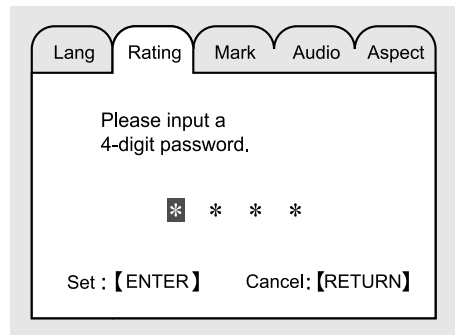 Lang Rating Mark Audio Aspect
Please input a
4-digit password.
* * * *
Set :【ENTER】 Cancel:【RETURN】